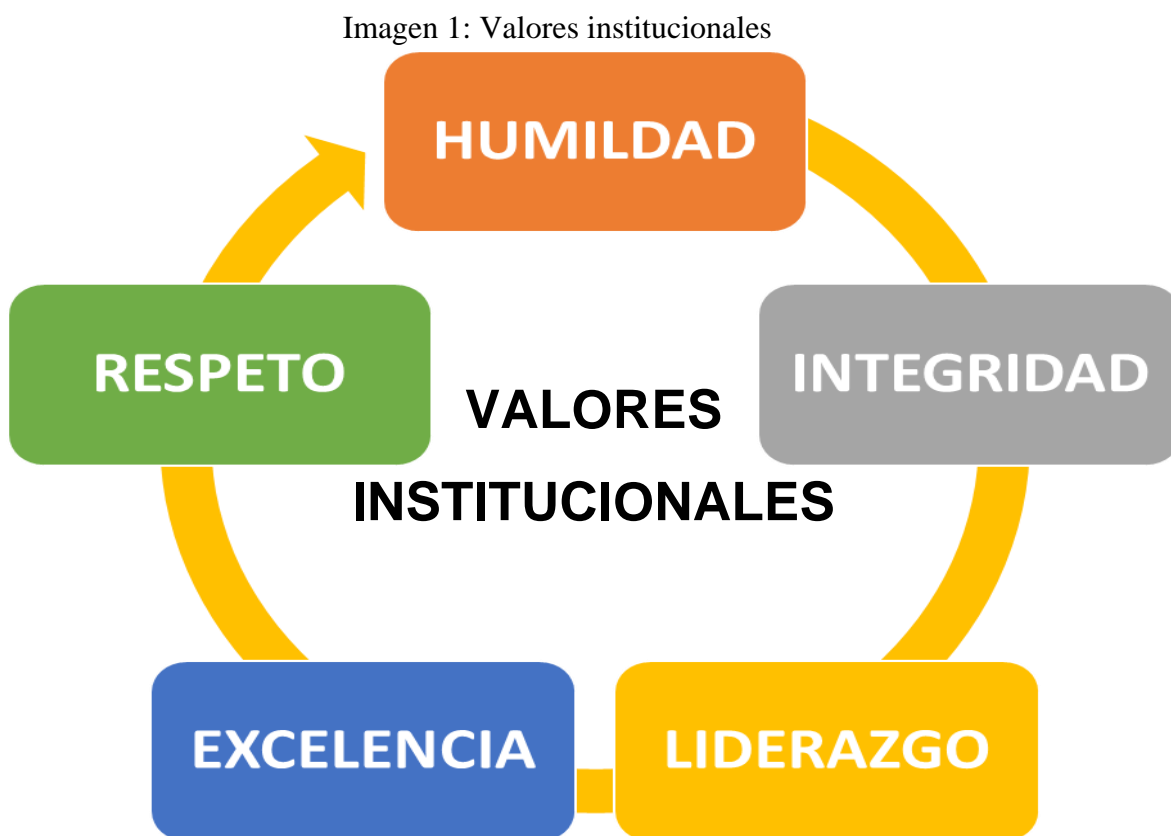 Imagen 1: Valores institucionales
HUMILDAD
INTEGRIDAD
LIDERAZGO
EXCELENCIA
RESPETO
VALORES
INSTITUCIONALES